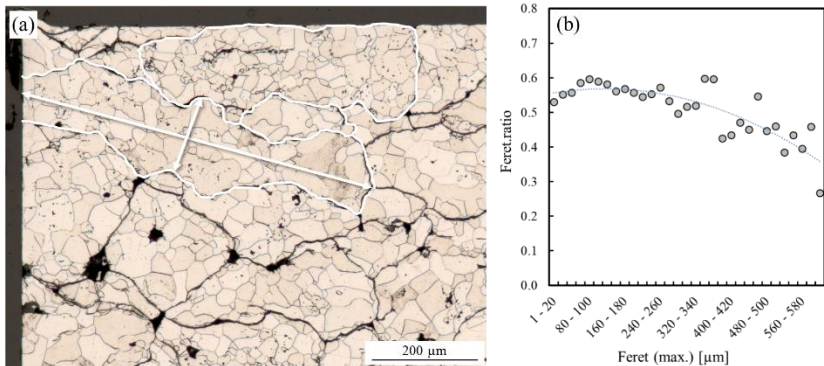 (a)
200 µm
(b)
0.8
0.7
0.6
0.5
0.4
0.3
0.2
0.1
0.0
Feret.ratio
1 - 20
80 - 100
160 - 180
240 - 260
320 - 340
400 - 420
480 - 500
560 - 580
Feret (max.) [µm]